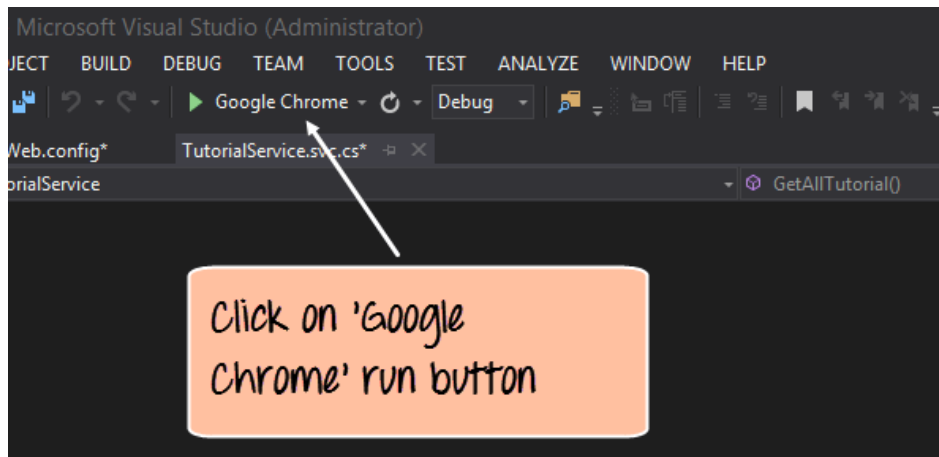 Microsoft Visual Studio (Administrator)
JECT BUILD DEBUG TEAM TOOLS TEST ANALYZE WINDOW HELP
Google Chrome Debug
Web.config* TutorialService.svc.cs*
orialService GetAllTutorial()
Click on 'Google
Chrome' run button